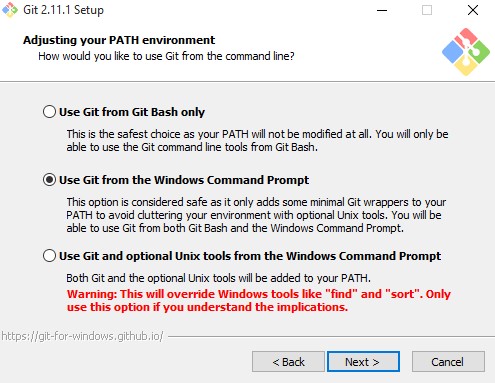 Git 2.11.1 Setup
Adjusting your PATH environment
How would you like to use Git from the command line?
Use Git from Git Bash only
This is the safest choice as your PATH will not be modified at all. You will only be
able to use the Git command line tools from Git Bash.
Use Git from the Windows Command Prompt
This option is considered safe as it only adds some minimal Git wrappers to your
PATH to avoid cluttering your environment with optional Unix tools. You will be
able to use Git from both Git Bash and the Windows Command Prompt.
Use Git and optional Unix tools from the Windows Command Prompt
Both Git and the optional Unix tools will be added to your PATH.
Warning: This will override Windows tools like "find" and "sort". Only
use this option if you understand the implications.
https://git-for-windows.github.io/
< Back Next > Cancel